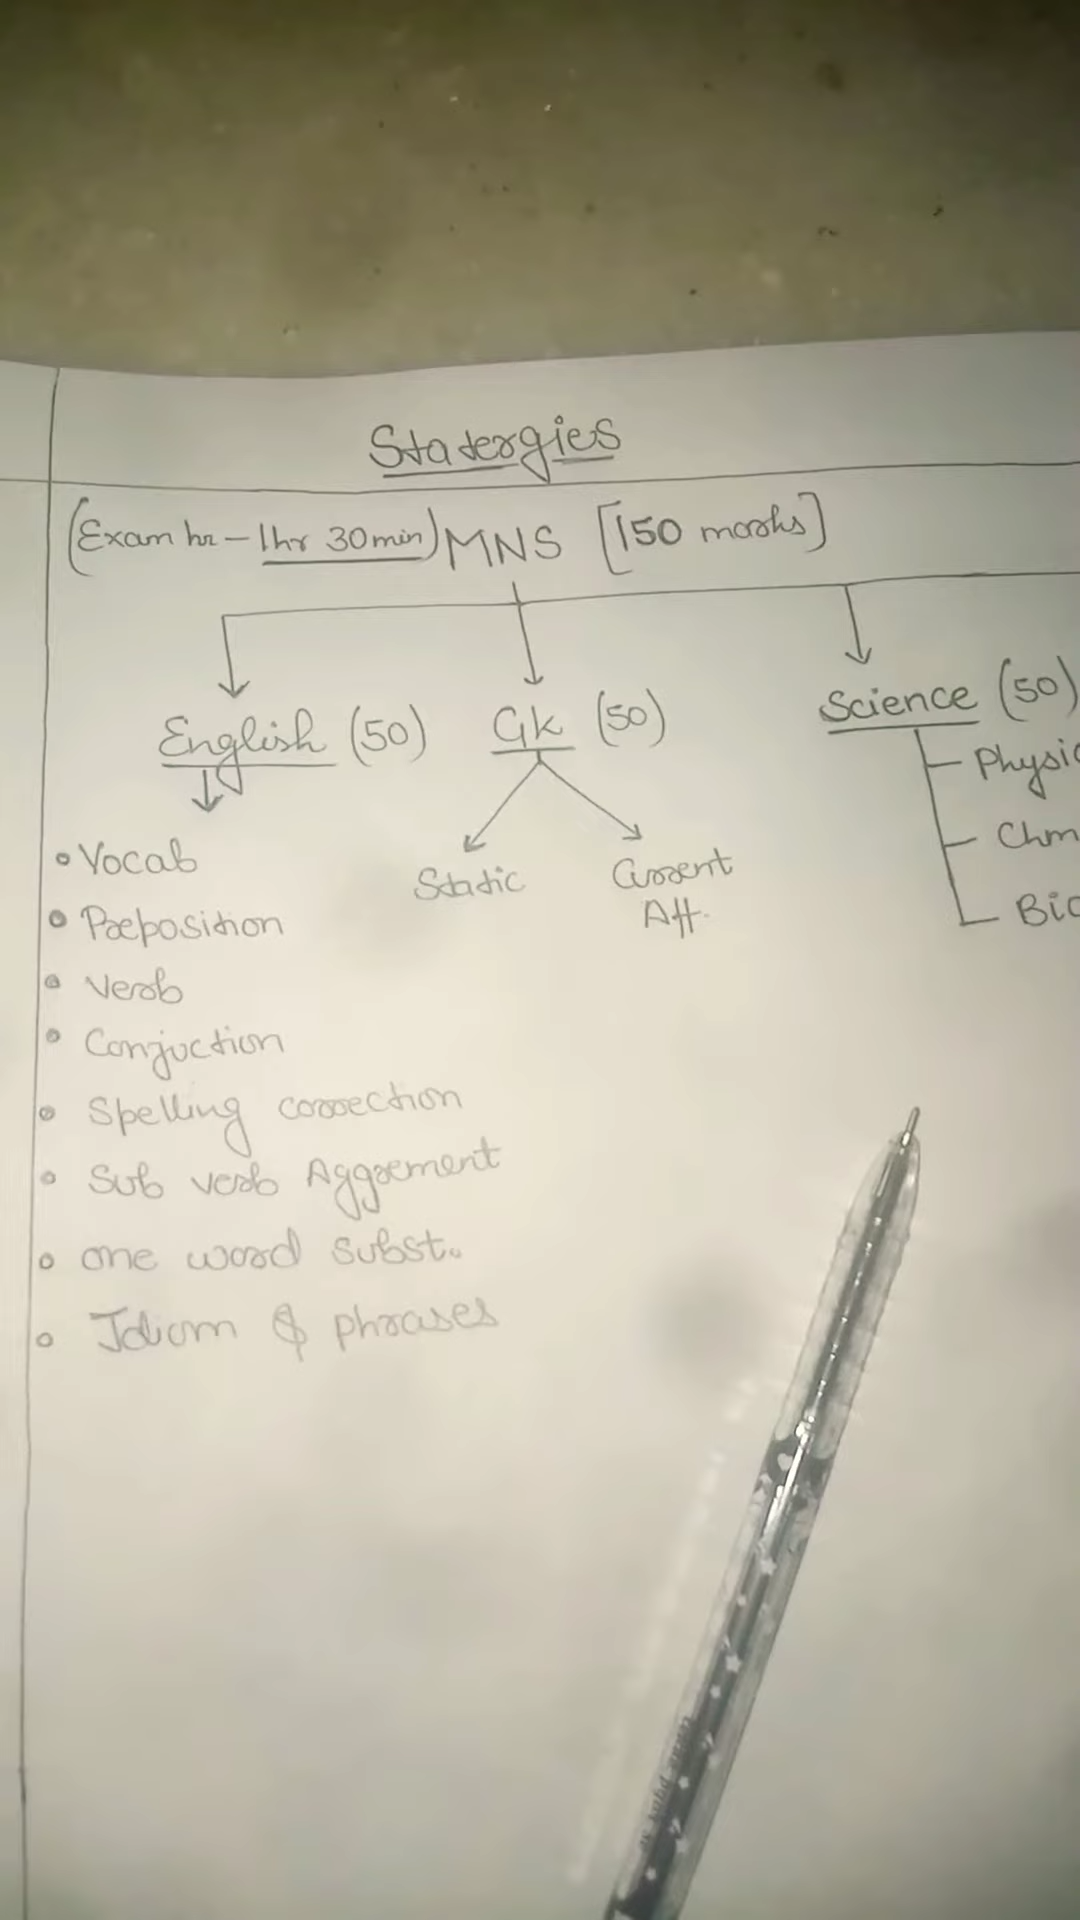 Statergies
(Exam hr - 1hr 30min) MNS [150 marks]
English (50) GK (50) Science (50)
Physic
Chm
Bio
Static Current
Aff.
• Vocab
• Preposition
• Verb
• Conjuction
• Spelling correction
• Sub verb Aggrement
• one word subst.
• Idiom & phrases